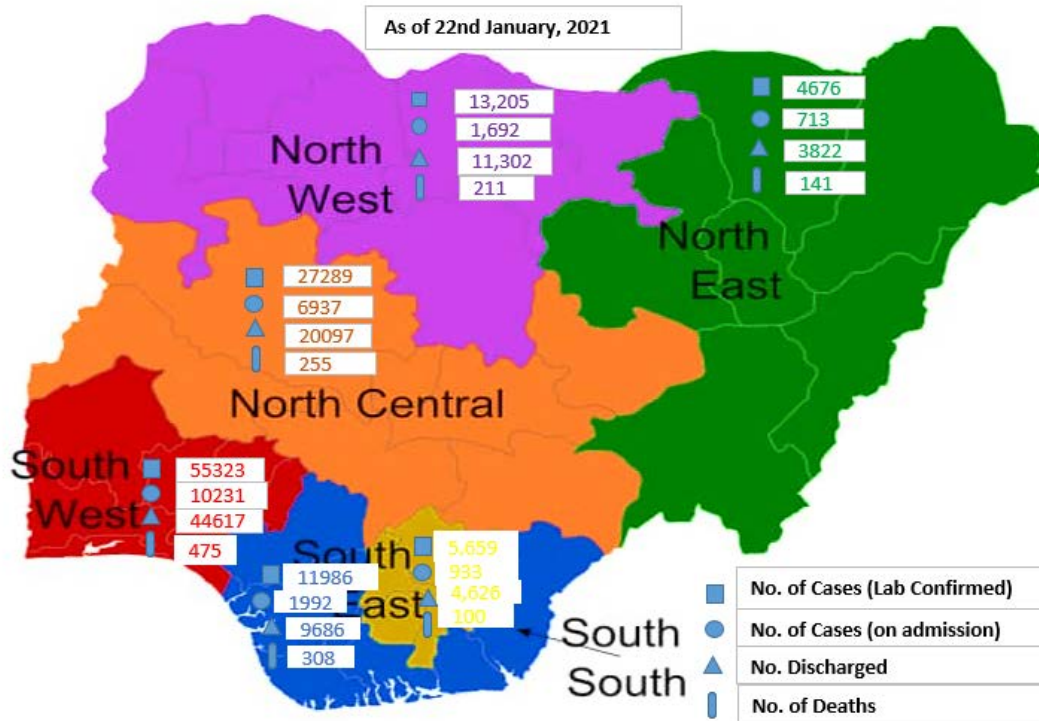 As of 22nd January, 2021
13,205
1,692
11,302
211
North
West
4676
713
3822
141
North
East
27289
6937
20097
255
North Central
South
West
55323
10231
44617
475
South
East
5,659
933
4,626
100
11986
1992
9686
308
South
South
No. of Cases (Lab Confirmed)
No. of Cases (on admission)
No. Discharged
No. of Deaths